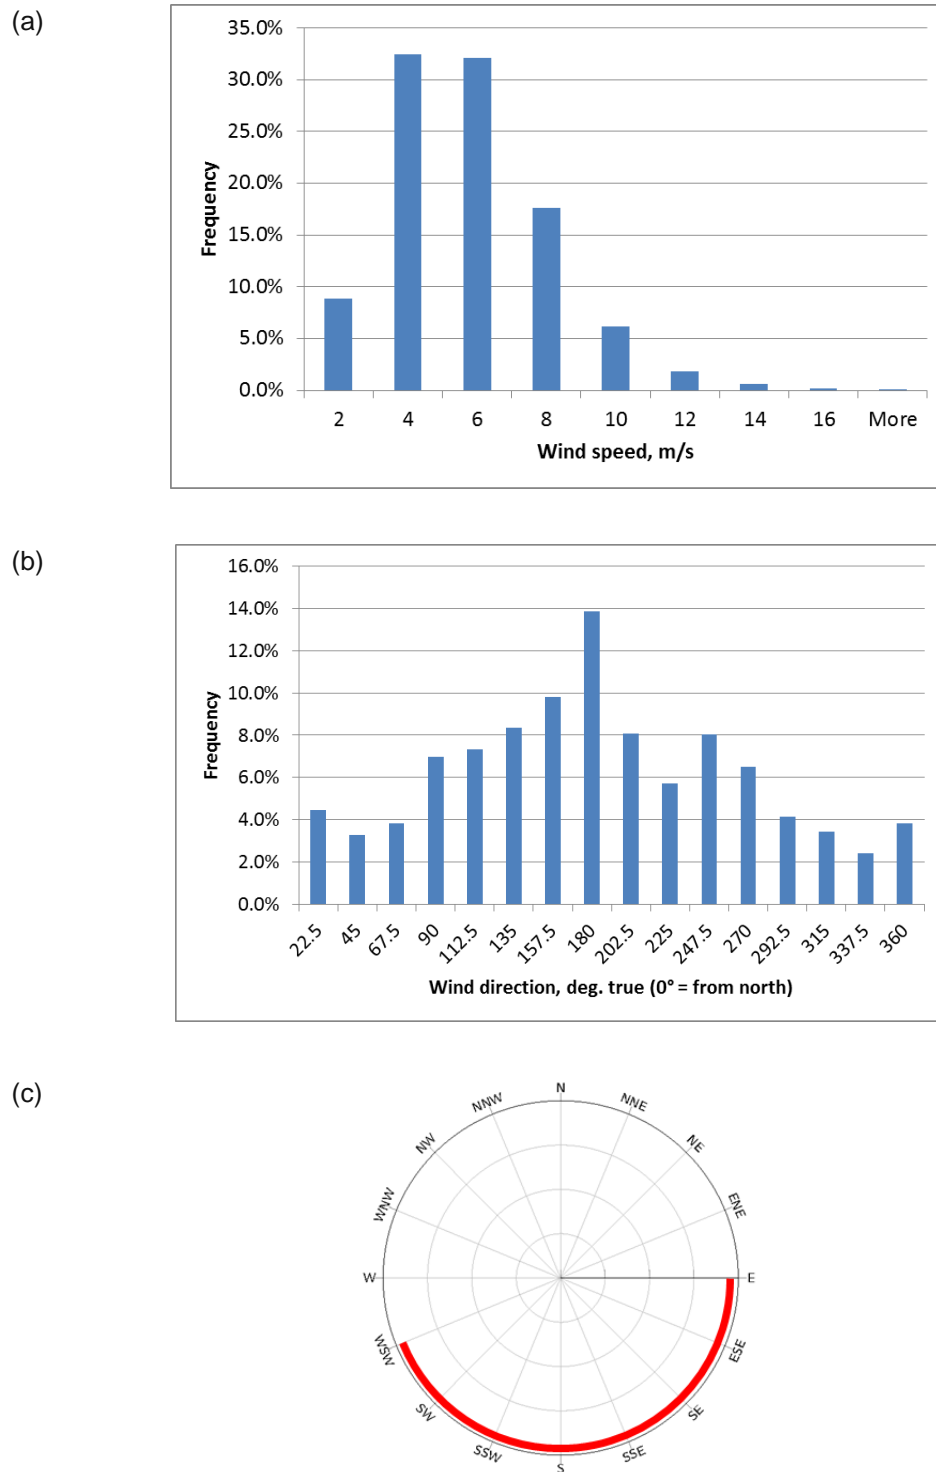 (a)
35.0%
30.0%
25.0%
20.0%
15.0%
10.0%
5.0%
0.0%
Frequency
2 4 6 8 10 12 14 16 More
Wind speed, m/s
(b)
16.0%
14.0%
12.0%
10.0%
8.0%
6.0%
4.0%
2.0%
0.0%
Frequency
22.5 45 67.5 90 112.5 135 157.5 180 202.5 225 247.5 270 292.5 315 337.5 360
Wind direction, deg. true (0° = from north)
(c)
N
NNW NNE
NW NE
WNW ENE
W E
WSW ESE
SW SE
SSW SSE
S